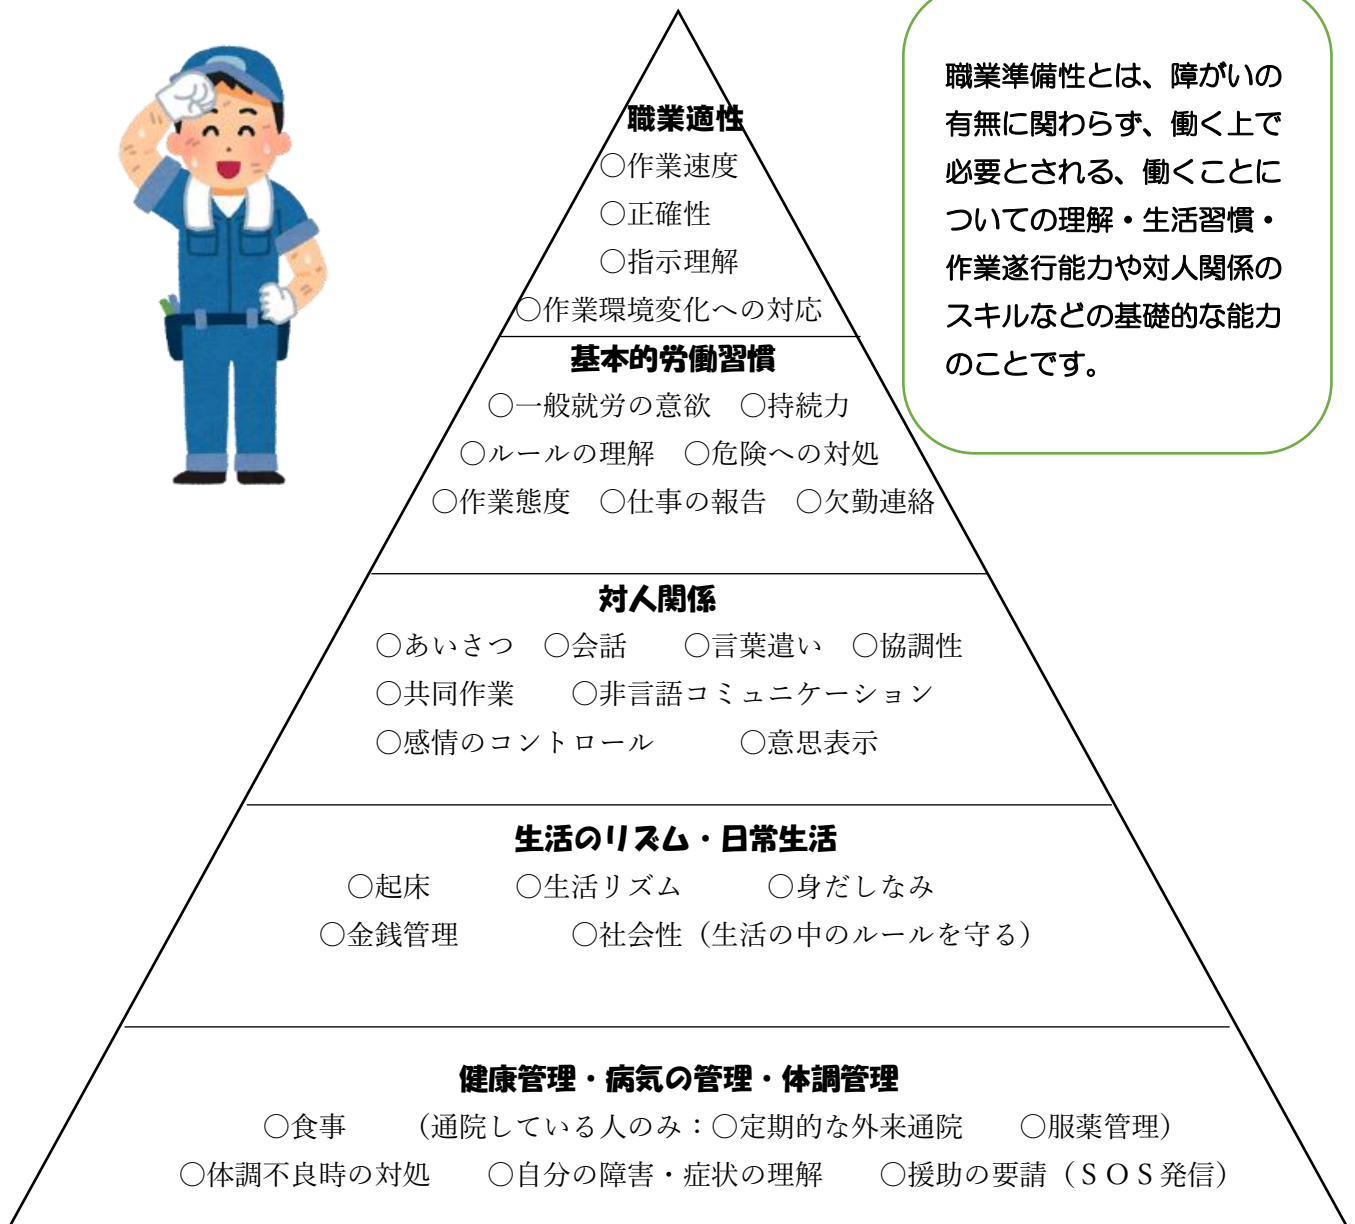 職業適性
○作業速度
○正確性
○指示理解
○作業環境変化への対応
基本的労働習慣
○一般就労の意欲　○持続力
○ルールの理解　○危険への対処
○作業態度　○仕事の報告　○欠勤連絡
対人関係
○あいさつ　○会話　　○言葉遣い　○協調性
○共同作業　　○非言語コミュニケーション
○感情のコントロール　　　○意思表示
生活のリズム・日常生活
○起床　　　○生活リズム　　　○身だしなみ
○金銭管理　　　　○社会性（生活の中のルールを守る）
健康管理・病気の管理・体調管理
○食事　　（通院している人のみ：○定期的な外来通院　　○服薬管理）
○体調不良時の対処　　○自分の障害・症状の理解　　○援助の要請（ＳＯＳ発信）
職業準備性とは、障がいの
有無に関わらず、働く上で
必要とされる、働くことに
ついての理解・生活習慣・
作業遂行能力や対人関係の
スキルなどの基礎的な能力
のことです。